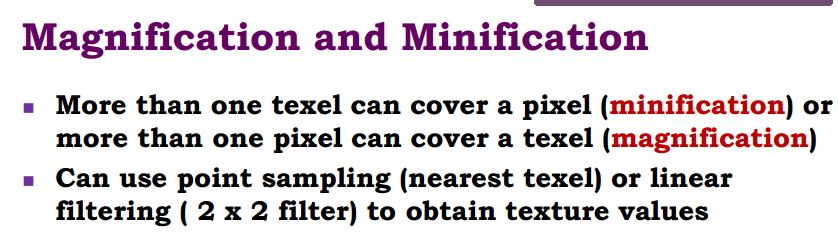 Magnification and Minification
▪ More than one texel can cover a pixel (minification) or
more than one pixel can cover a texel (magnification)
▪ Can use point sampling (nearest texel) or linear
filtering ( 2 x 2 filter) to obtain texture values